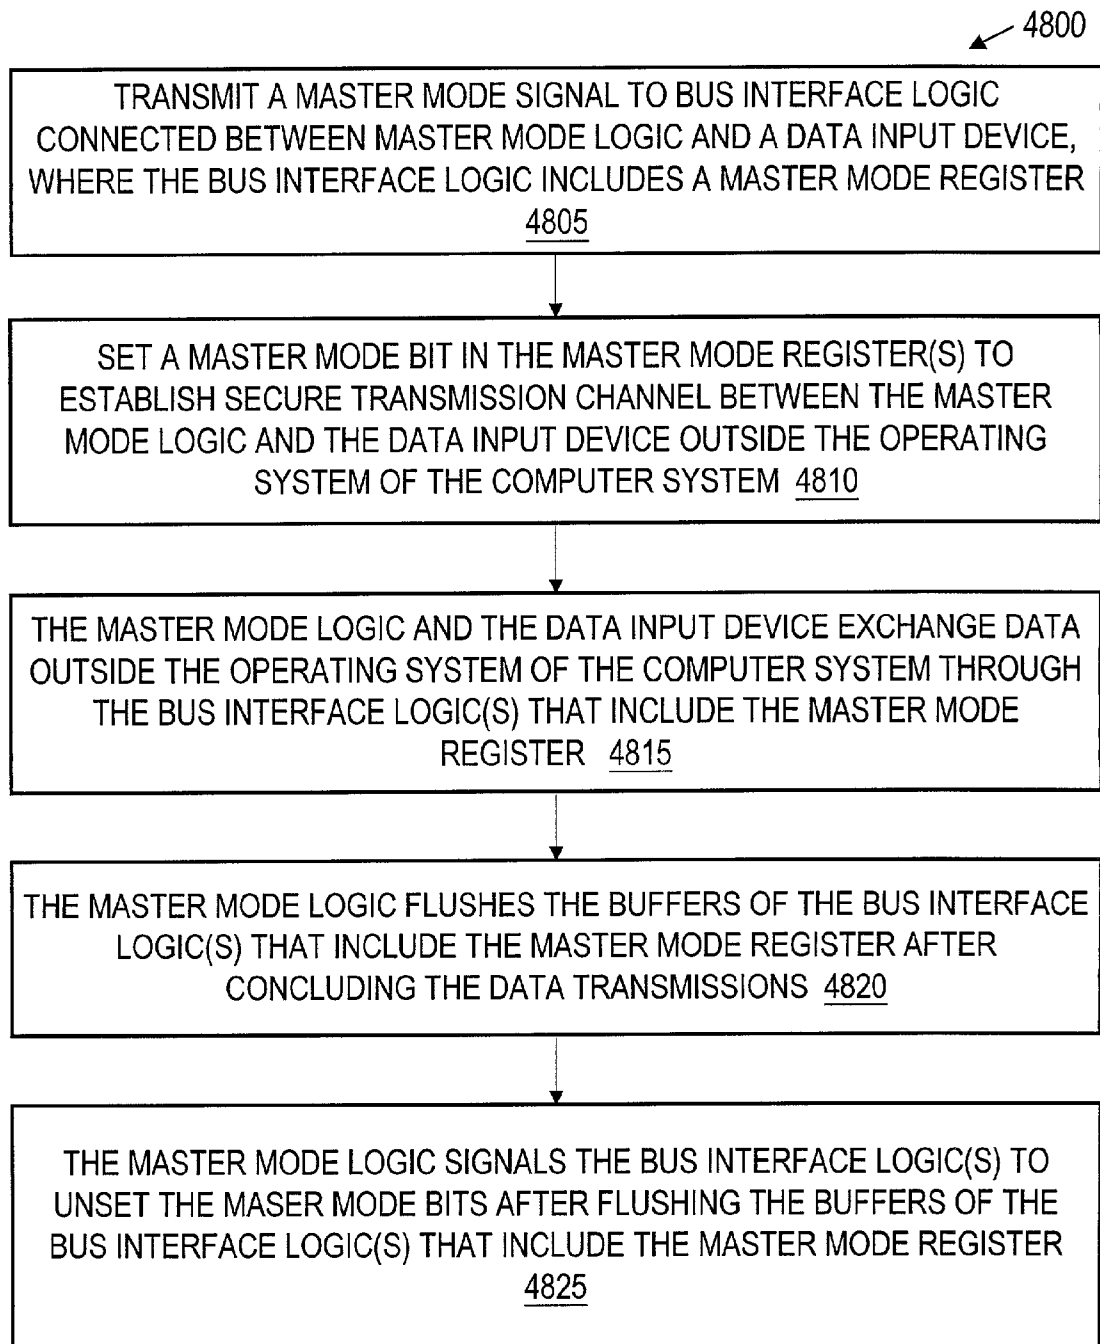 4800
TRANSMIT A MASTER MODE SIGNAL TO BUS INTERFACE LOGIC
CONNECTED BETWEEN MASTER MODE LOGIC AND A DATA INPUT DEVICE,
WHERE THE BUS INTERFACE LOGIC INCLUDES A MASTER MODE REGISTER
4805
SET A MASTER MODE BIT IN THE MASTER MODE REGISTER(S) TO
ESTABLISH SECURE TRANSMISSION CHANNEL BETWEEN THE MASTER
MODE LOGIC AND THE DATA INPUT DEVICE OUTSIDE THE OPERATING
SYSTEM OF THE COMPUTER SYSTEM 4810
THE MASTER MODE LOGIC AND THE DATA INPUT DEVICE EXCHANGE DATA
OUTSIDE THE OPERATING SYSTEM OF THE COMPUTER SYSTEM THROUGH
THE BUS INTERFACE LOGIC(S) THAT INCLUDE THE MASTER MODE
REGISTER 4815
THE MASTER MODE LOGIC FLUSHES THE BUFFERS OF THE BUS INTERFACE
LOGIC(S) THAT INCLUDE THE MASTER MODE REGISTER AFTER
CONCLUDING THE DATA TRANSMISSIONS 4820
THE MASTER MODE LOGIC SIGNALS THE BUS INTERFACE LOGIC(S) TO
UNSET THE MASER MODE BITS AFTER FLUSHING THE BUFFERS OF THE
BUS INTERFACE LOGIC(S) THAT INCLUDE THE MASTER MODE REGISTER
4825